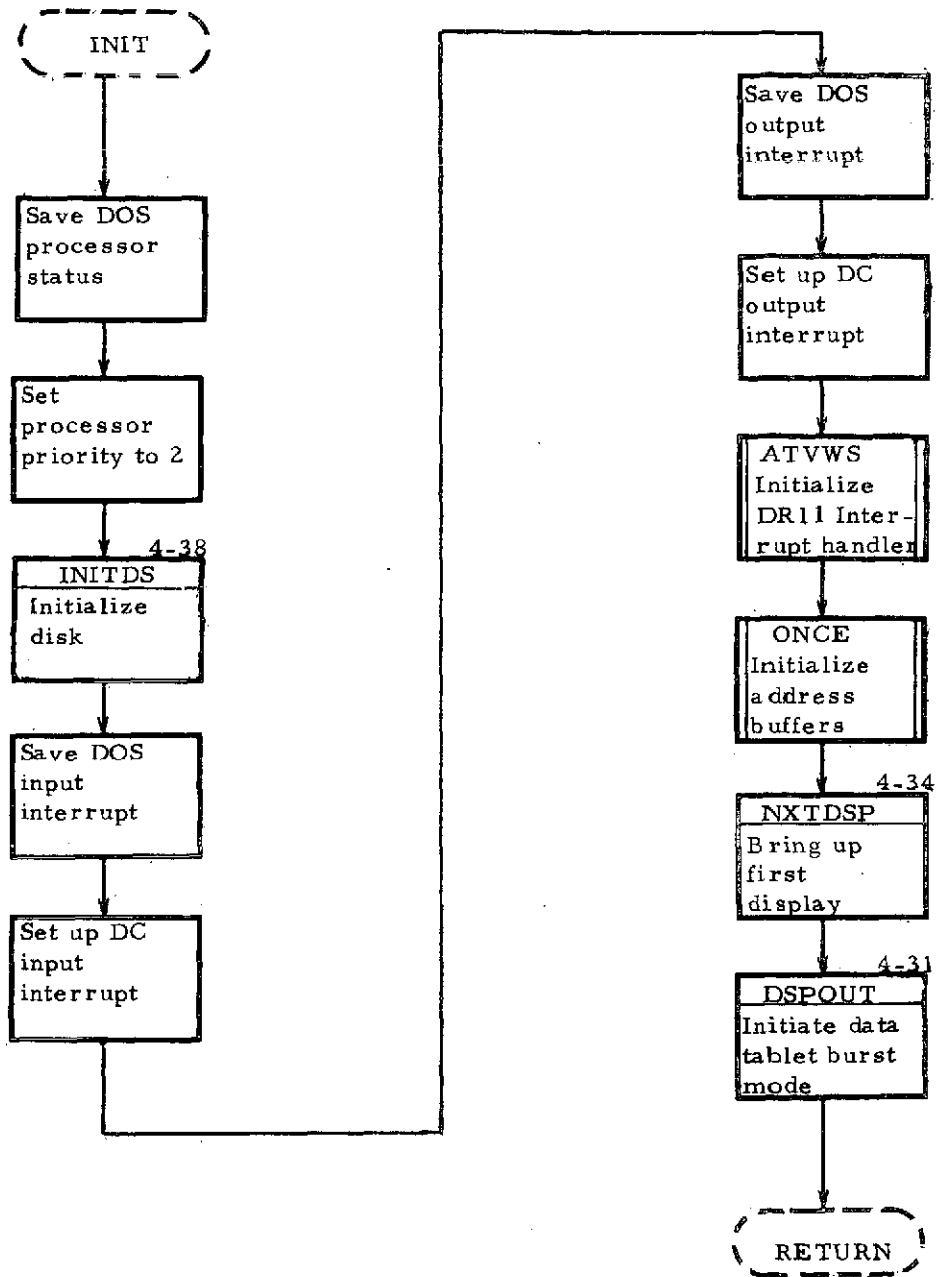 INIT
Save DOS
processor
status
Set
processor
priority to 2
4-38
INITDS
Initialize
disk
Save DOS
input
interrupt
Set up DC
input
interrupt
Save DOS
output
interrupt
Set up DC
output
interrupt
ATVWS
Initialize
DR11 Inter-
rupt handler
ONCE
Initialize
address
buffers
4-34
NXTDSP
Bring up
first
display
4-31
DSPOUT
Initiate data
tablet burst
mode
RETURN